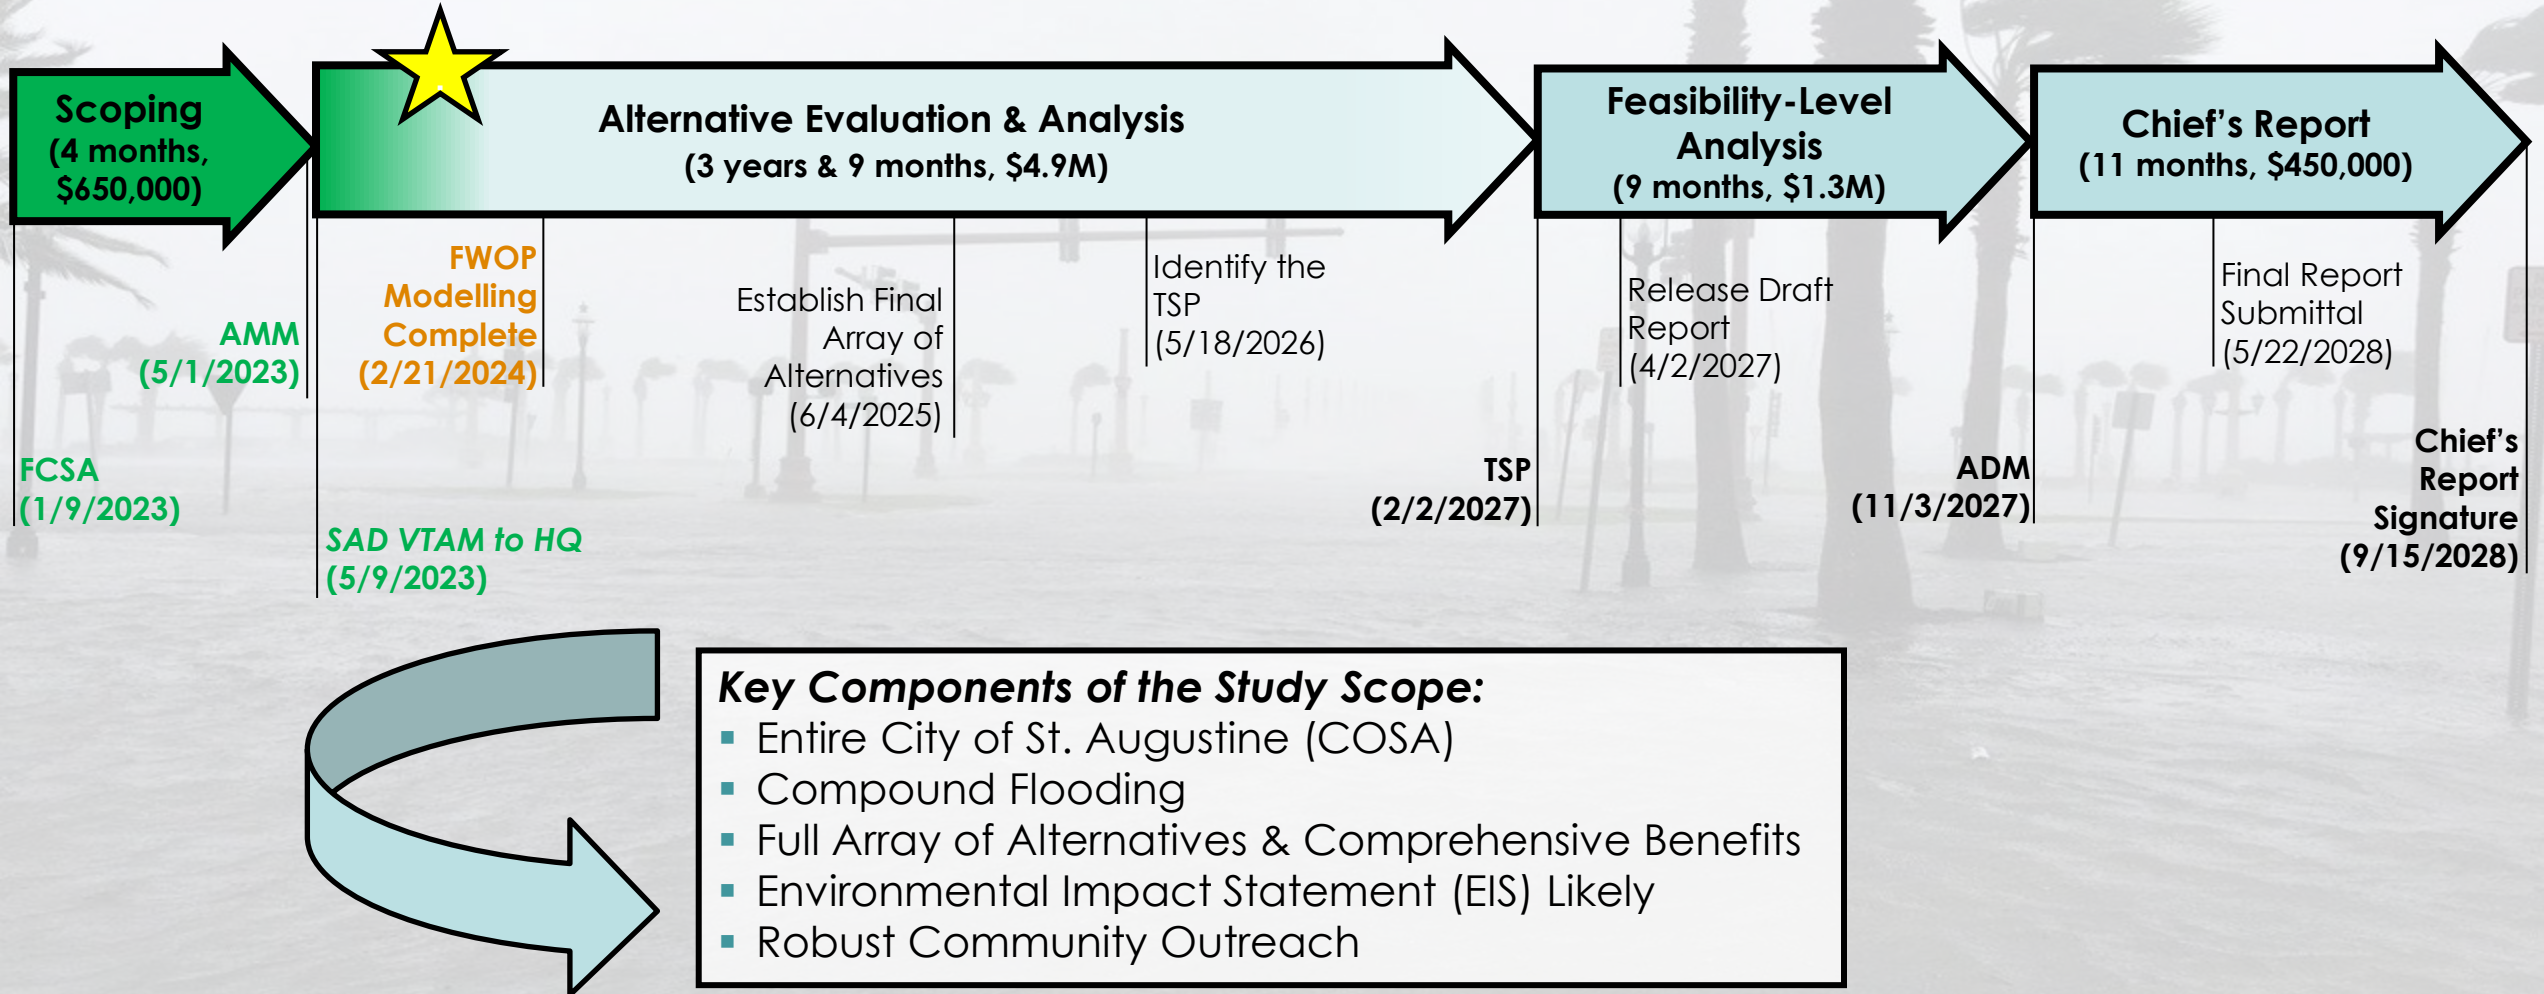 Scoping
(4 months,
$650,000)
Alternative Evaluation & Analysis
(3 years & 9 months, $4.9M)
Feasibility-Level
Analysis
(9 months, $1.3M)
Chief's Report
(11 months, $450,000)
FCSA
(1/9/2023)
AMM
(5/1/2023)
SAD VTAM to HQ
(5/9/2023)
FWOP
Modelling
Complete
(2/21/2024)
Establish Final
Array of
Alternatives
(6/4/2025)
Identify the
TSP
(5/18/2026)
TSP
(2/2/2027)
Release Draft
Report
(4/2/2027)
ADM
(11/3/2027)
Final Report
Submittal
(5/22/2028)
Chief's
Report
Signature
(9/15/2028)
Key Components of the Study Scope:
▪ Entire City of St. Augustine (COSA)
▪ Compound Flooding
▪ Full Array of Alternatives & Comprehensive Benefits
▪ Environmental Impact Statement (EIS) Likely
▪ Robust Community Outreach